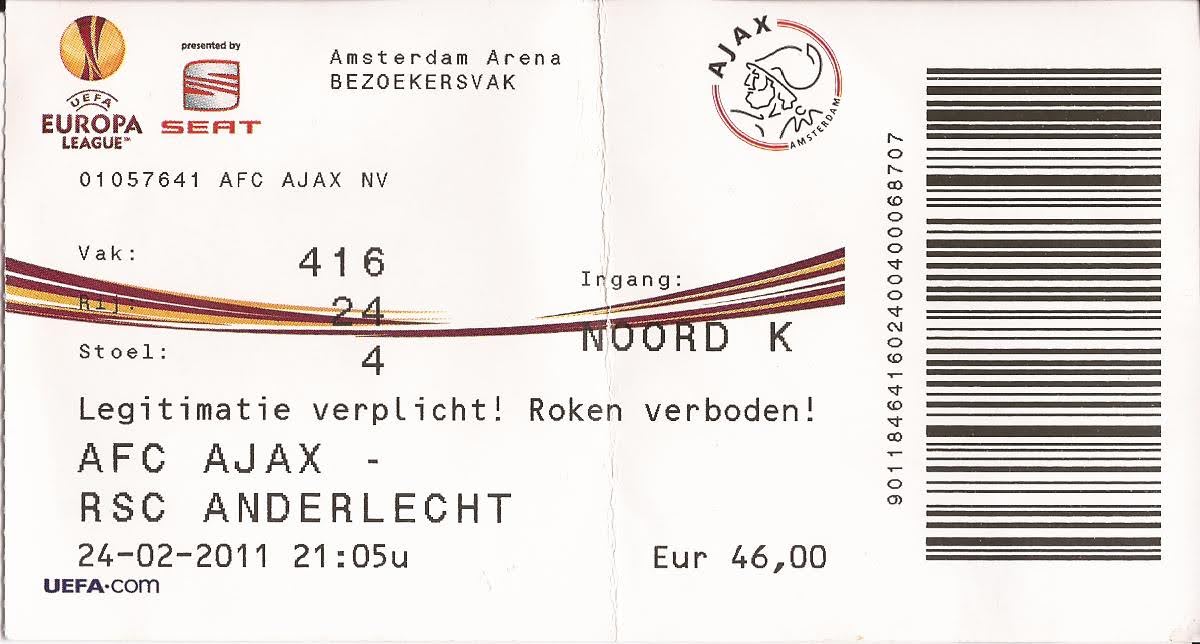 presented by
UEFA
EUROPA
LEAGUE™
SEAT
Amsterdam Arena
BEZOEKERSVAK
AJAX
AMSTERDAM
01057641 AFC AJAX NV
Vak: 416
Rij: 24
Stoel: 4
Ingang:
NOORD K
Legitimatie verplicht! Roken verboden!
AFC AJAX -
RSC ANDERLECHT
24-02-2011 21:05u
Eur 46,00
UEFA.com
9011846416024004000068707